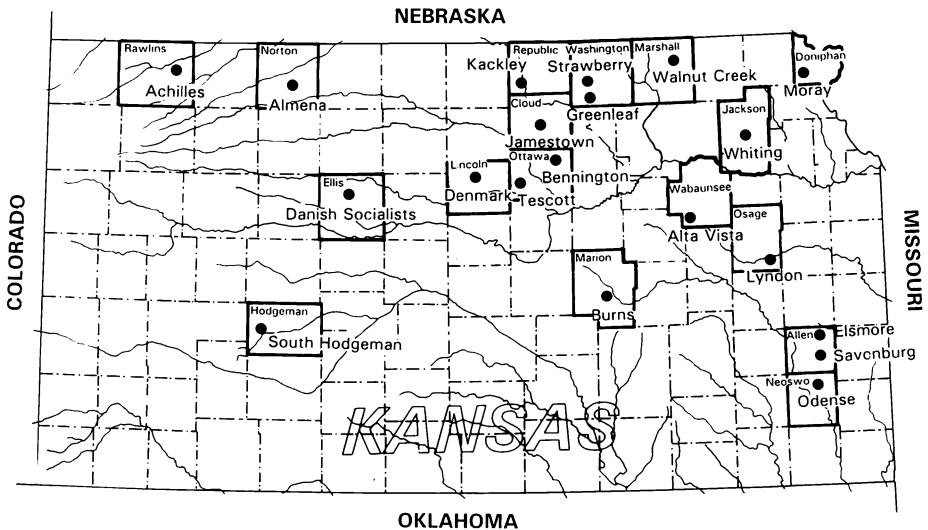 NEBRASKA
Rawlins
Achilles
Norton
Almena
Republic
Kackley
Washington
Strawberry
Greenleaf
Marshall
Walnut Creek
Doniphan
Moray
Cloud
Jamestown
Jackson
Whiting
Ottawa
Bennington
Tescott
Lincoln
Denmark
Ellis
Danish Socialists
Wabaunsee
Alta Vista
Osage
Lyndon
COLORADO
MISSOURI
Marion
Burns
Hodgeman
South Hodgeman
Allen
Elsmore
Savonburg
Neoswo
Odense
KANSAS
OKLAHOMA